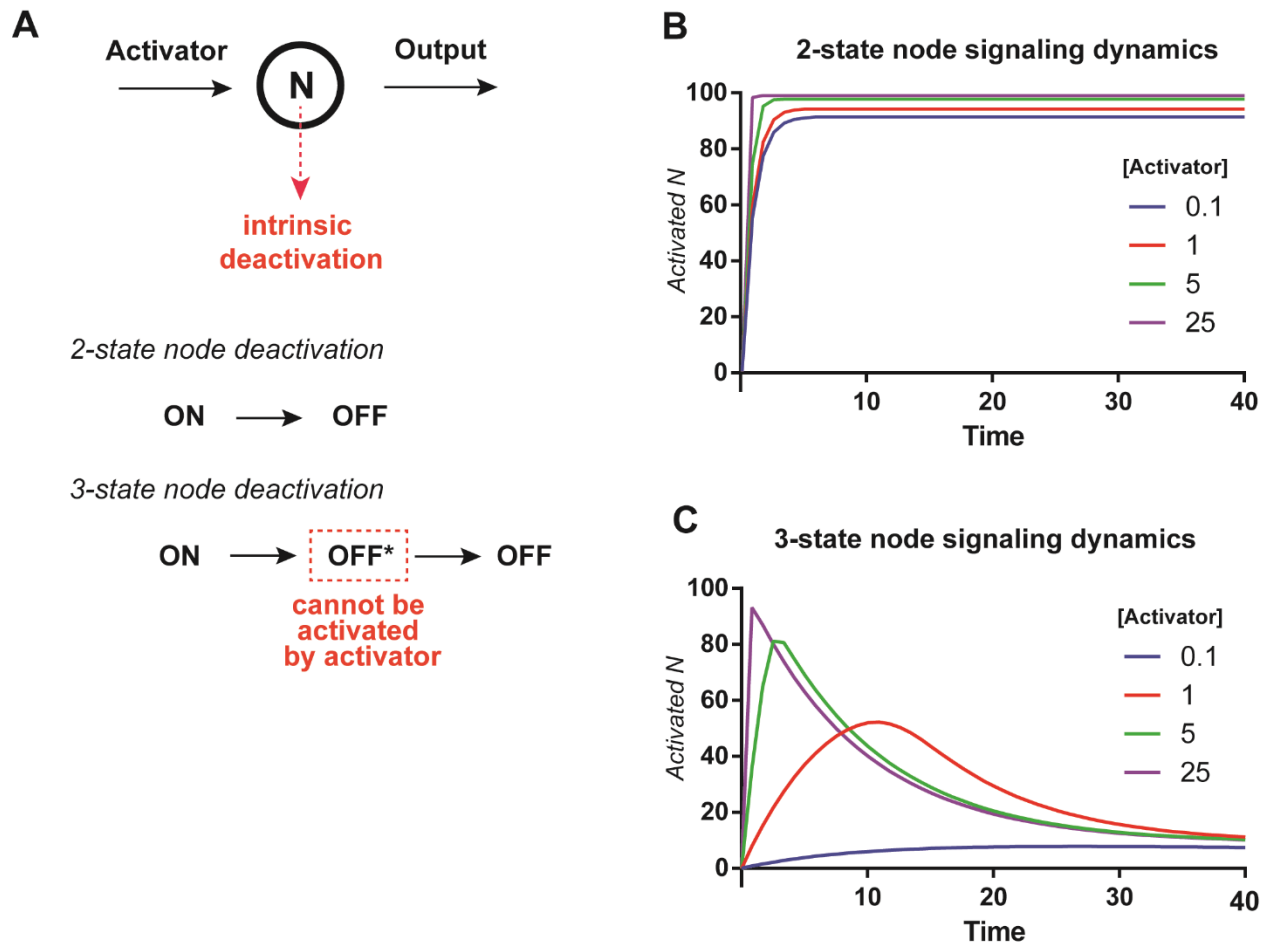 A
Activator
N
Output
intrinsic
deactivation
2-state node deactivation
ON
OFF
3-state node deactivation
ON
OFF*
OFF
cannot be
activated
by activator
B
2-state node signaling dynamics
Activated N
100
80
60
40
20
0
10
20
30
40
Time
[Activator]
0.1
1
5
25
C
3-state node signaling dynamics
Activated N
100
80
60
40
20
0
10
20
30
40
Time
[Activator]
0.1
1
5
25